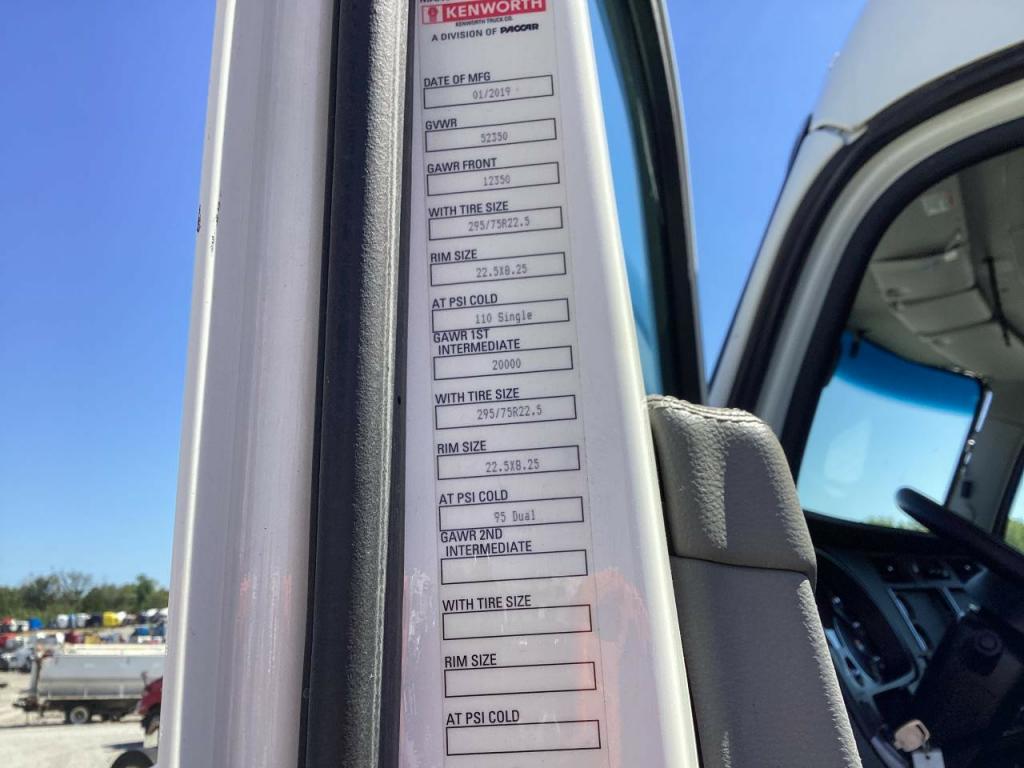 KENWORTH
KENWORTH TRUCK CO.
A DIVISION OF PACCAR
DATE OF MFG
01/2019
GVWR
52350
GAWR FRONT
12350
WITH TIRE SIZE
295/75R22.5
RIM SIZE
22.5X8.25
AT PSI COLD
110 Single
GAWR 1ST
INTERMEDIATE
20000
WITH TIRE SIZE
295/75R22.5
RIM SIZE
22.5X8.25
AT PSI COLD
95 Dual
GAWR 2ND
INTERMEDIATE
WITH TIRE SIZE
RIM SIZE
AT PSI COLD